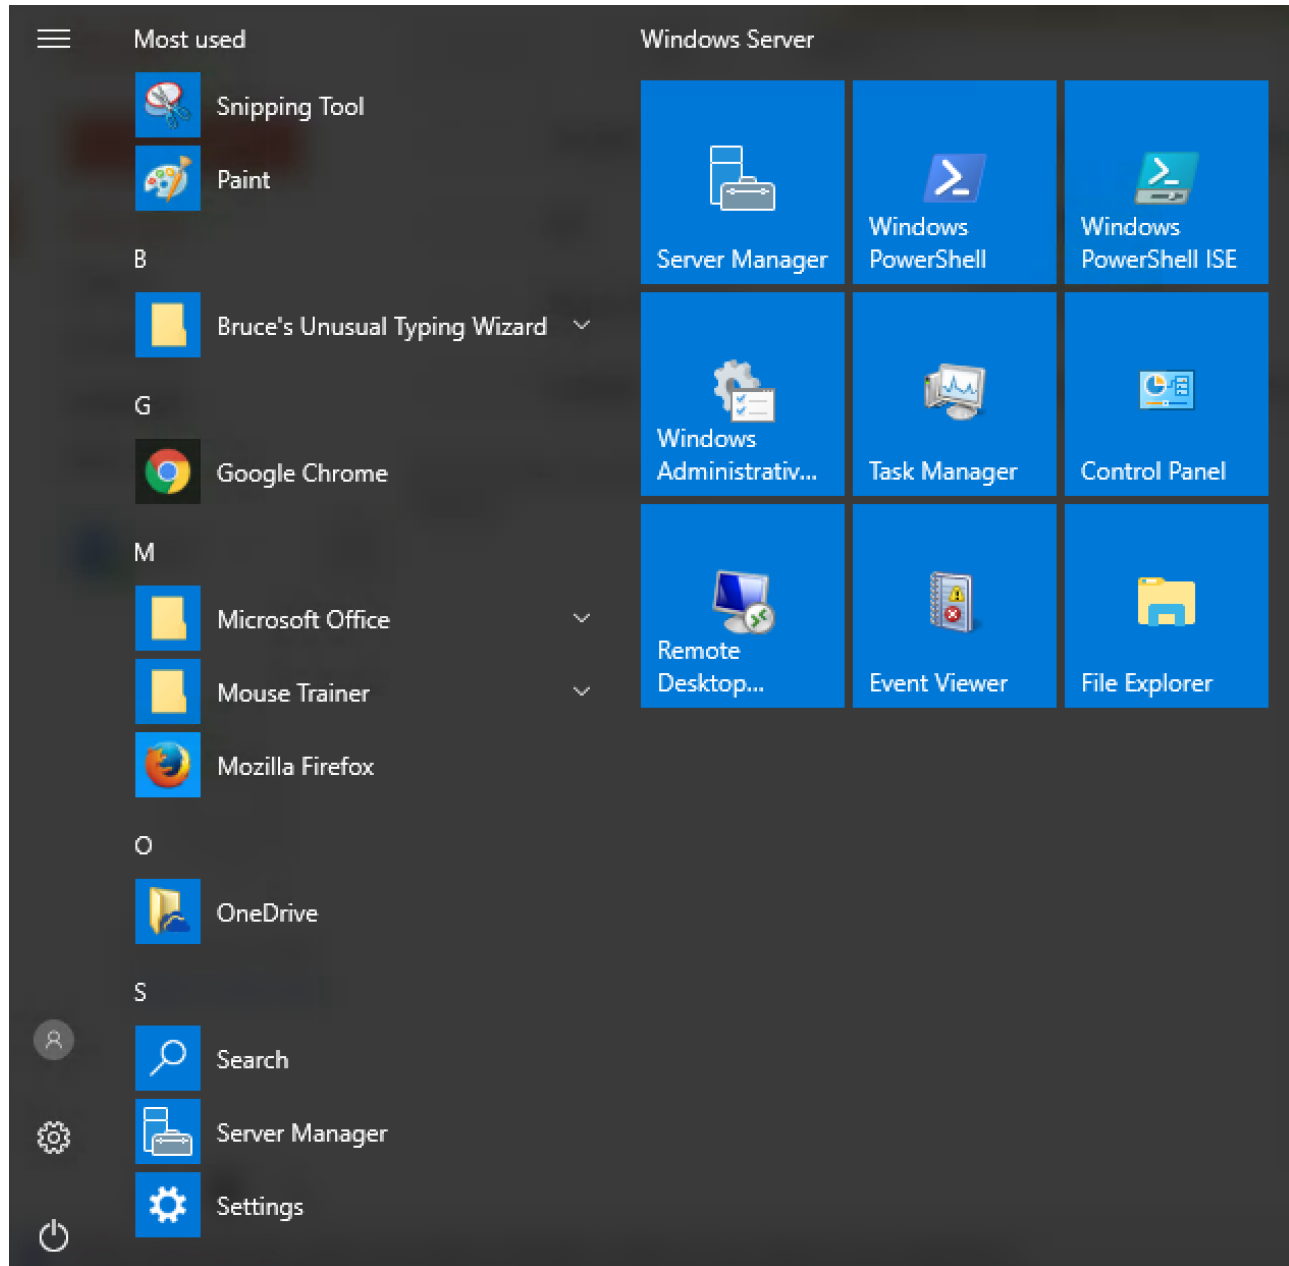 Most used
Snipping Tool
Paint
B
Bruce's Unusual Typing Wizard
G
Google Chrome
M
Microsoft Office
Mouse Trainer
Mozilla Firefox
O
OneDrive
S
Search
Server Manager
Settings
Windows Server
Server Manager
Windows
PowerShell
Windows
PowerShell ISE
Windows
Administrativ...
Task Manager
Control Panel
Remote
Desktop...
Event Viewer
File Explorer